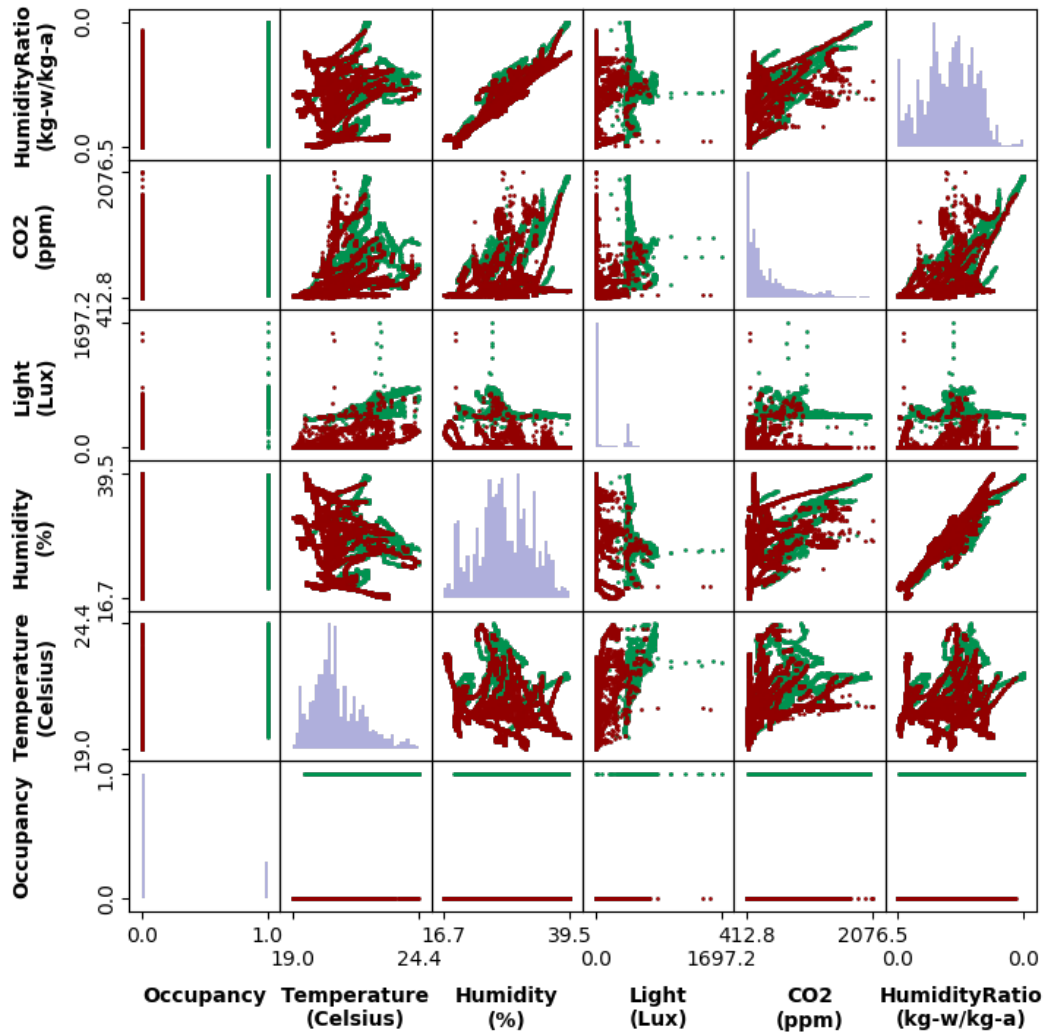 HumidityRatio
(kg-w/kg-a)
0.0
0.0
CO2
(ppm)
2076.5
412.8
Light
(Lux)
1697.2
0.0
Humidity
(%)
39.5
16.7
Temperature
(Celsius)
24.4
19.0
Occupancy
1.0
0.0
0.0 1.0 16.7 39.5 412.8 2076.5
19.0 24.4 0.0 1697.2 0.0 0.0
Occupancy Temperature Humidity Light CO2 HumidityRatio
(Celsius) (%) (Lux) (ppm) (kg-w/kg-a)